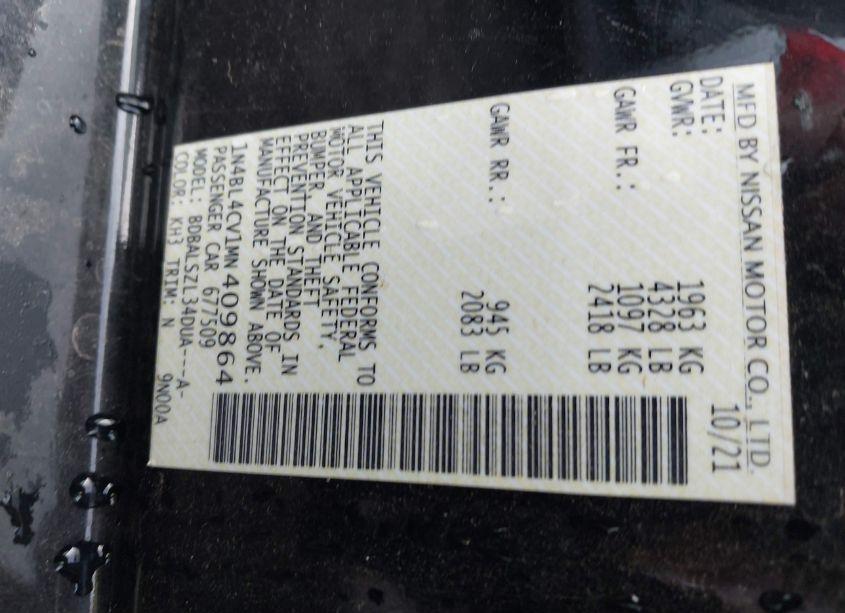 MFD BY NISSAN MOTOR CO., LTD.
DATE: 10/21
GVWR: 1963 KG
4328 LB
GAWR FR.: 1097 KG
2418 LB
GAWR RR.: 945 KG
2083 LB
THIS VEHICLE CONFORMS TO
ALL APPLICABLE FEDERAL
MOTOR VEHICLE SAFETY,
BUMPER, AND THEFT
PREVENTION STANDARDS IN
EFFECT ON THE DATE OF
MANUFACTURE SHOWN ABOVE.
1N4BL4CV1MN409864
PASSENGER CAR 677509
MODEL: BDBALSZL34DUA---A-
COLOR: KH3 TRIM: N 9N00A